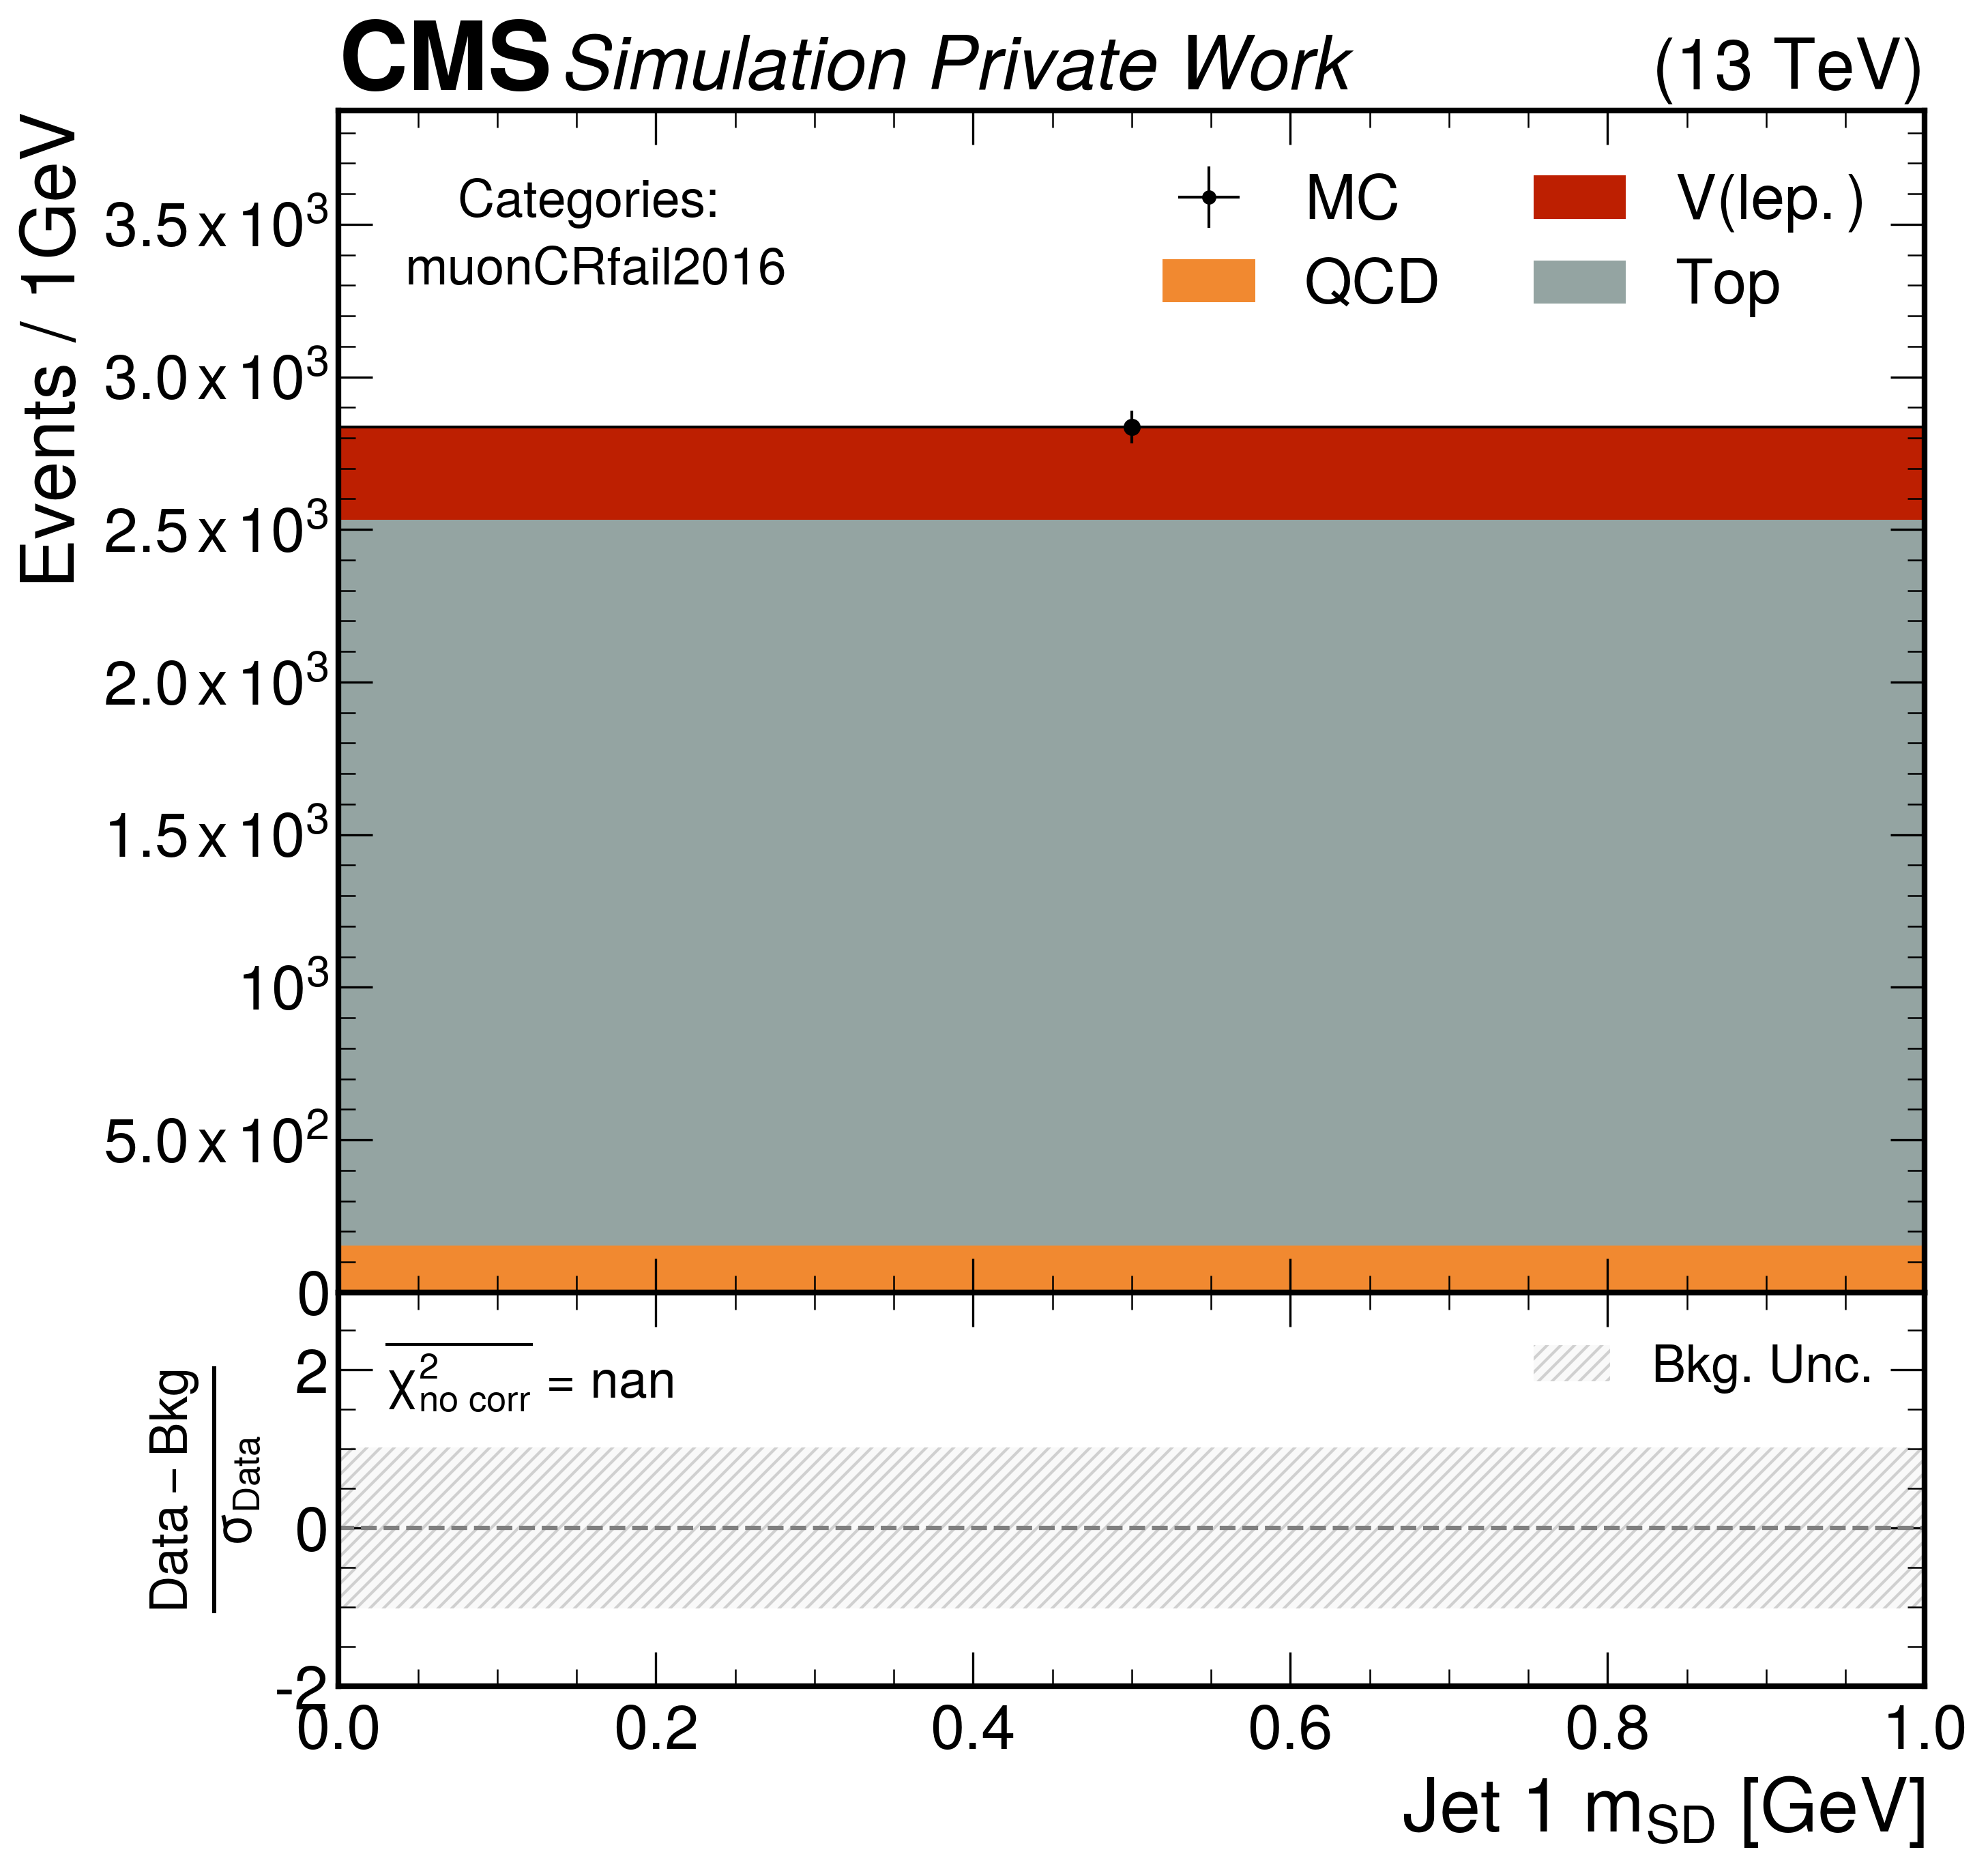 CMS Simulation Private Work (13 TeV)
Events / 1GeV
Categories:
muonCRfail2016
MC
V(lep.)
QCD
Top
3.5 x 10³
3.0 x 10³
2.5 x 10³
2.0 x 10³
1.5 x 10³
10³
5.0 x 10²
0
Data – Bkg
σ_Data
χ²_no corr = nan
Bkg. Unc.
2
0
-2
0.0 0.2 0.4 0.6 0.8 1.0
Jet 1 m_SD [GeV]